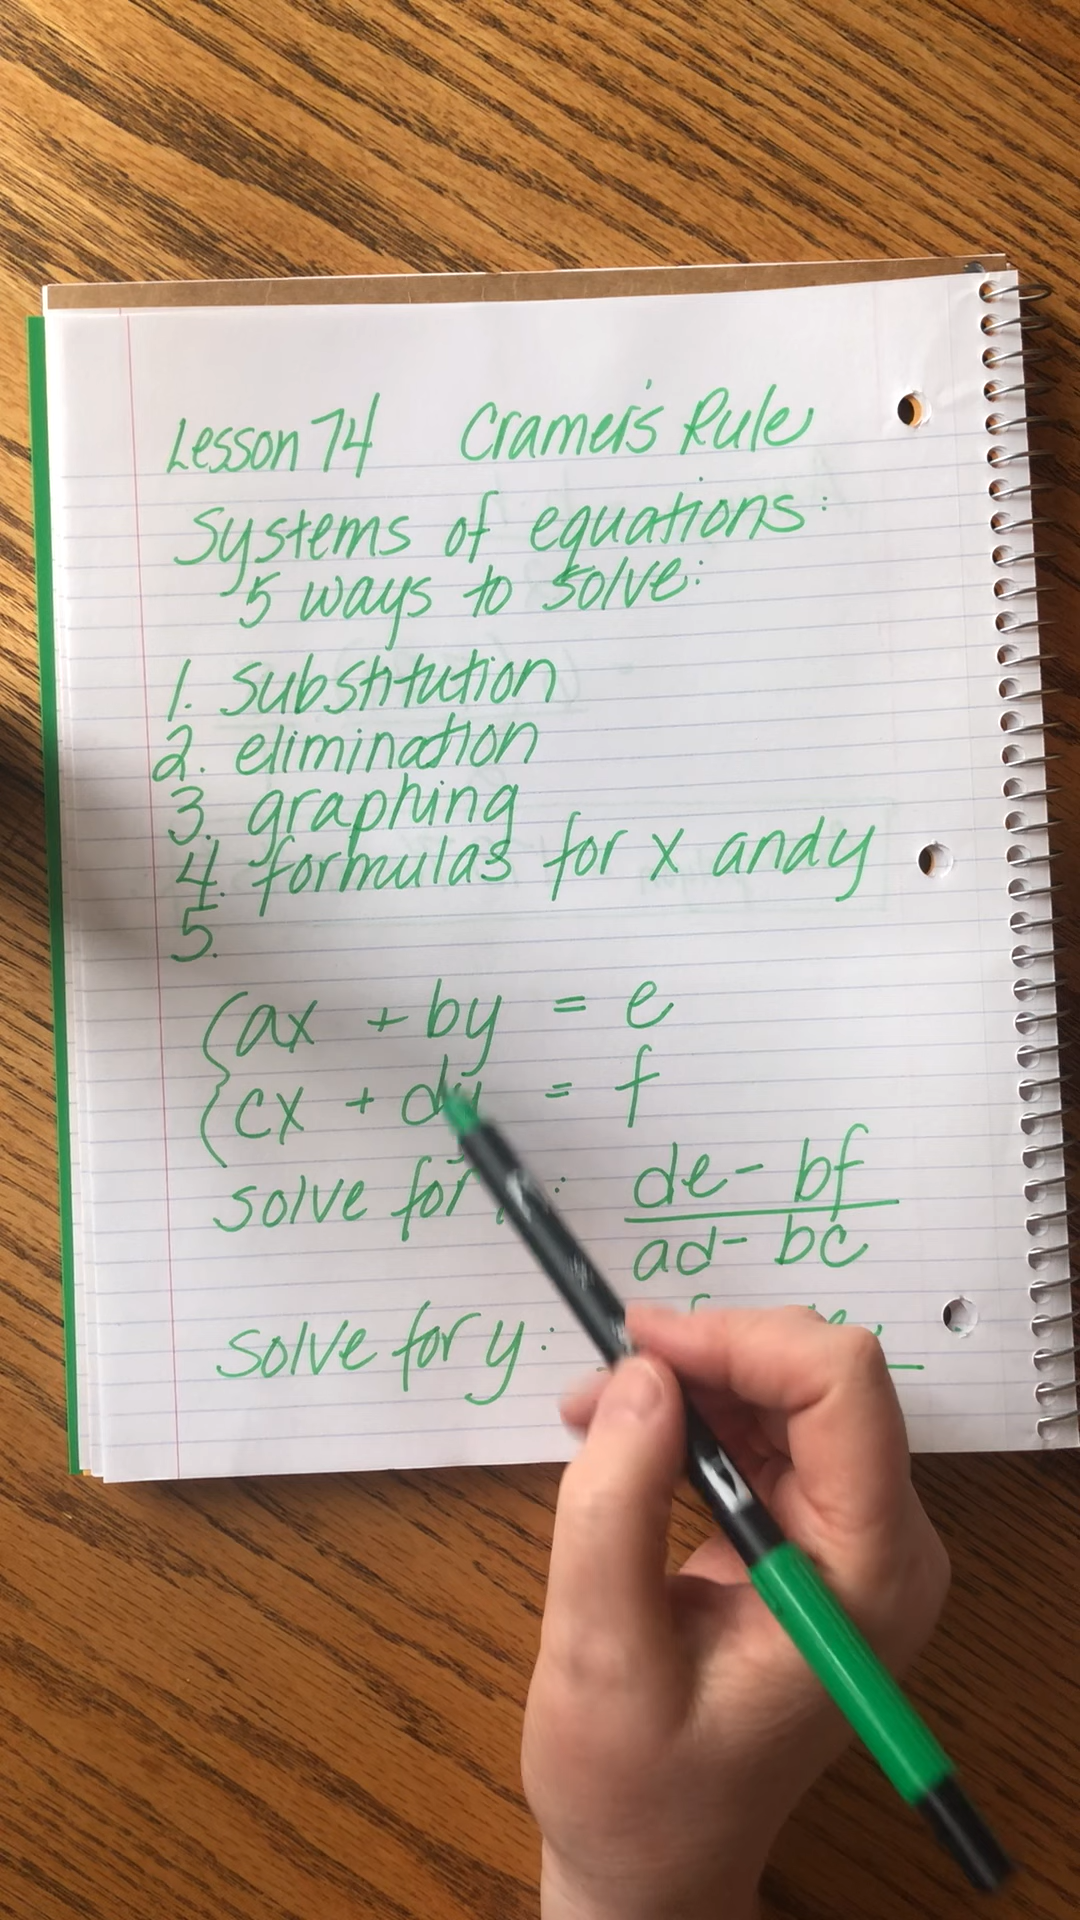 Lesson 74 Cramer's Rule
Systems of equations:
5 ways to solve:
1. substitution
2. elimination
3. graphing
4. formulas for x and y
5.
ax + by = e
cx + dy = f
solve for : de - bf
ad - bc
solve for y: